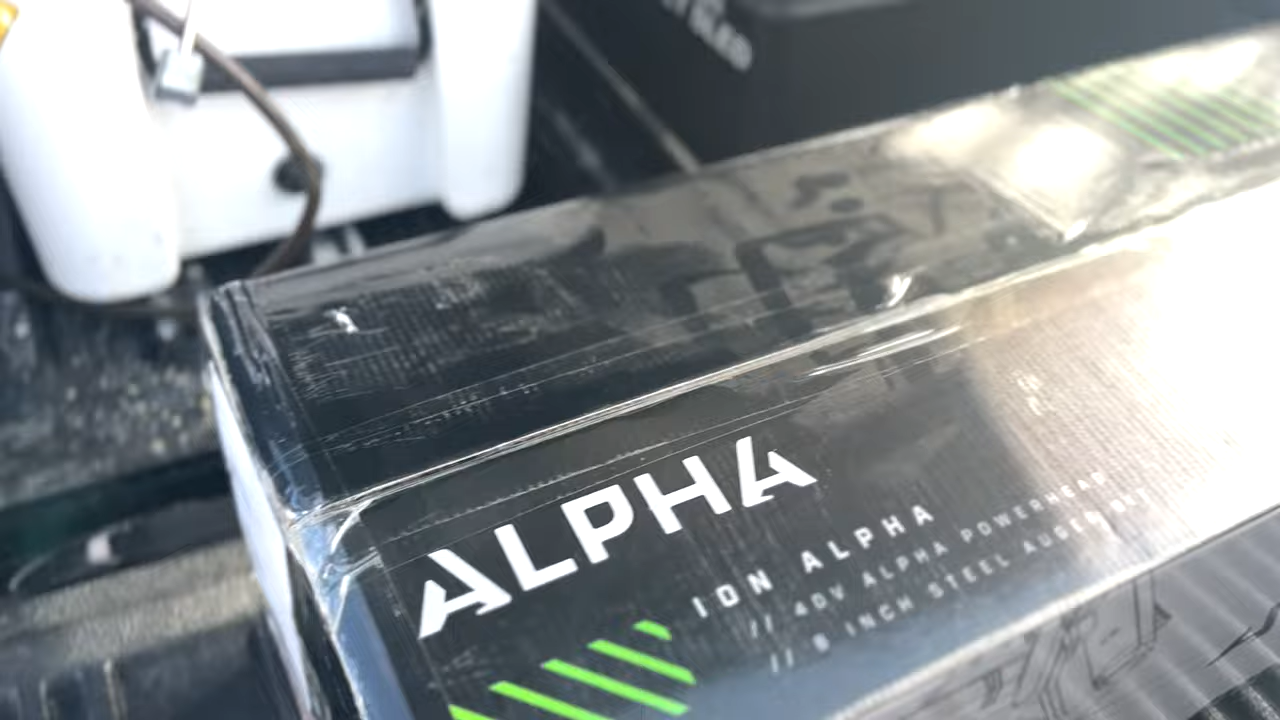 ALPHA
ION ALPHA
// 40V ALPHA POWERHEAD
// 8 INCH STEEL AUGER BIT